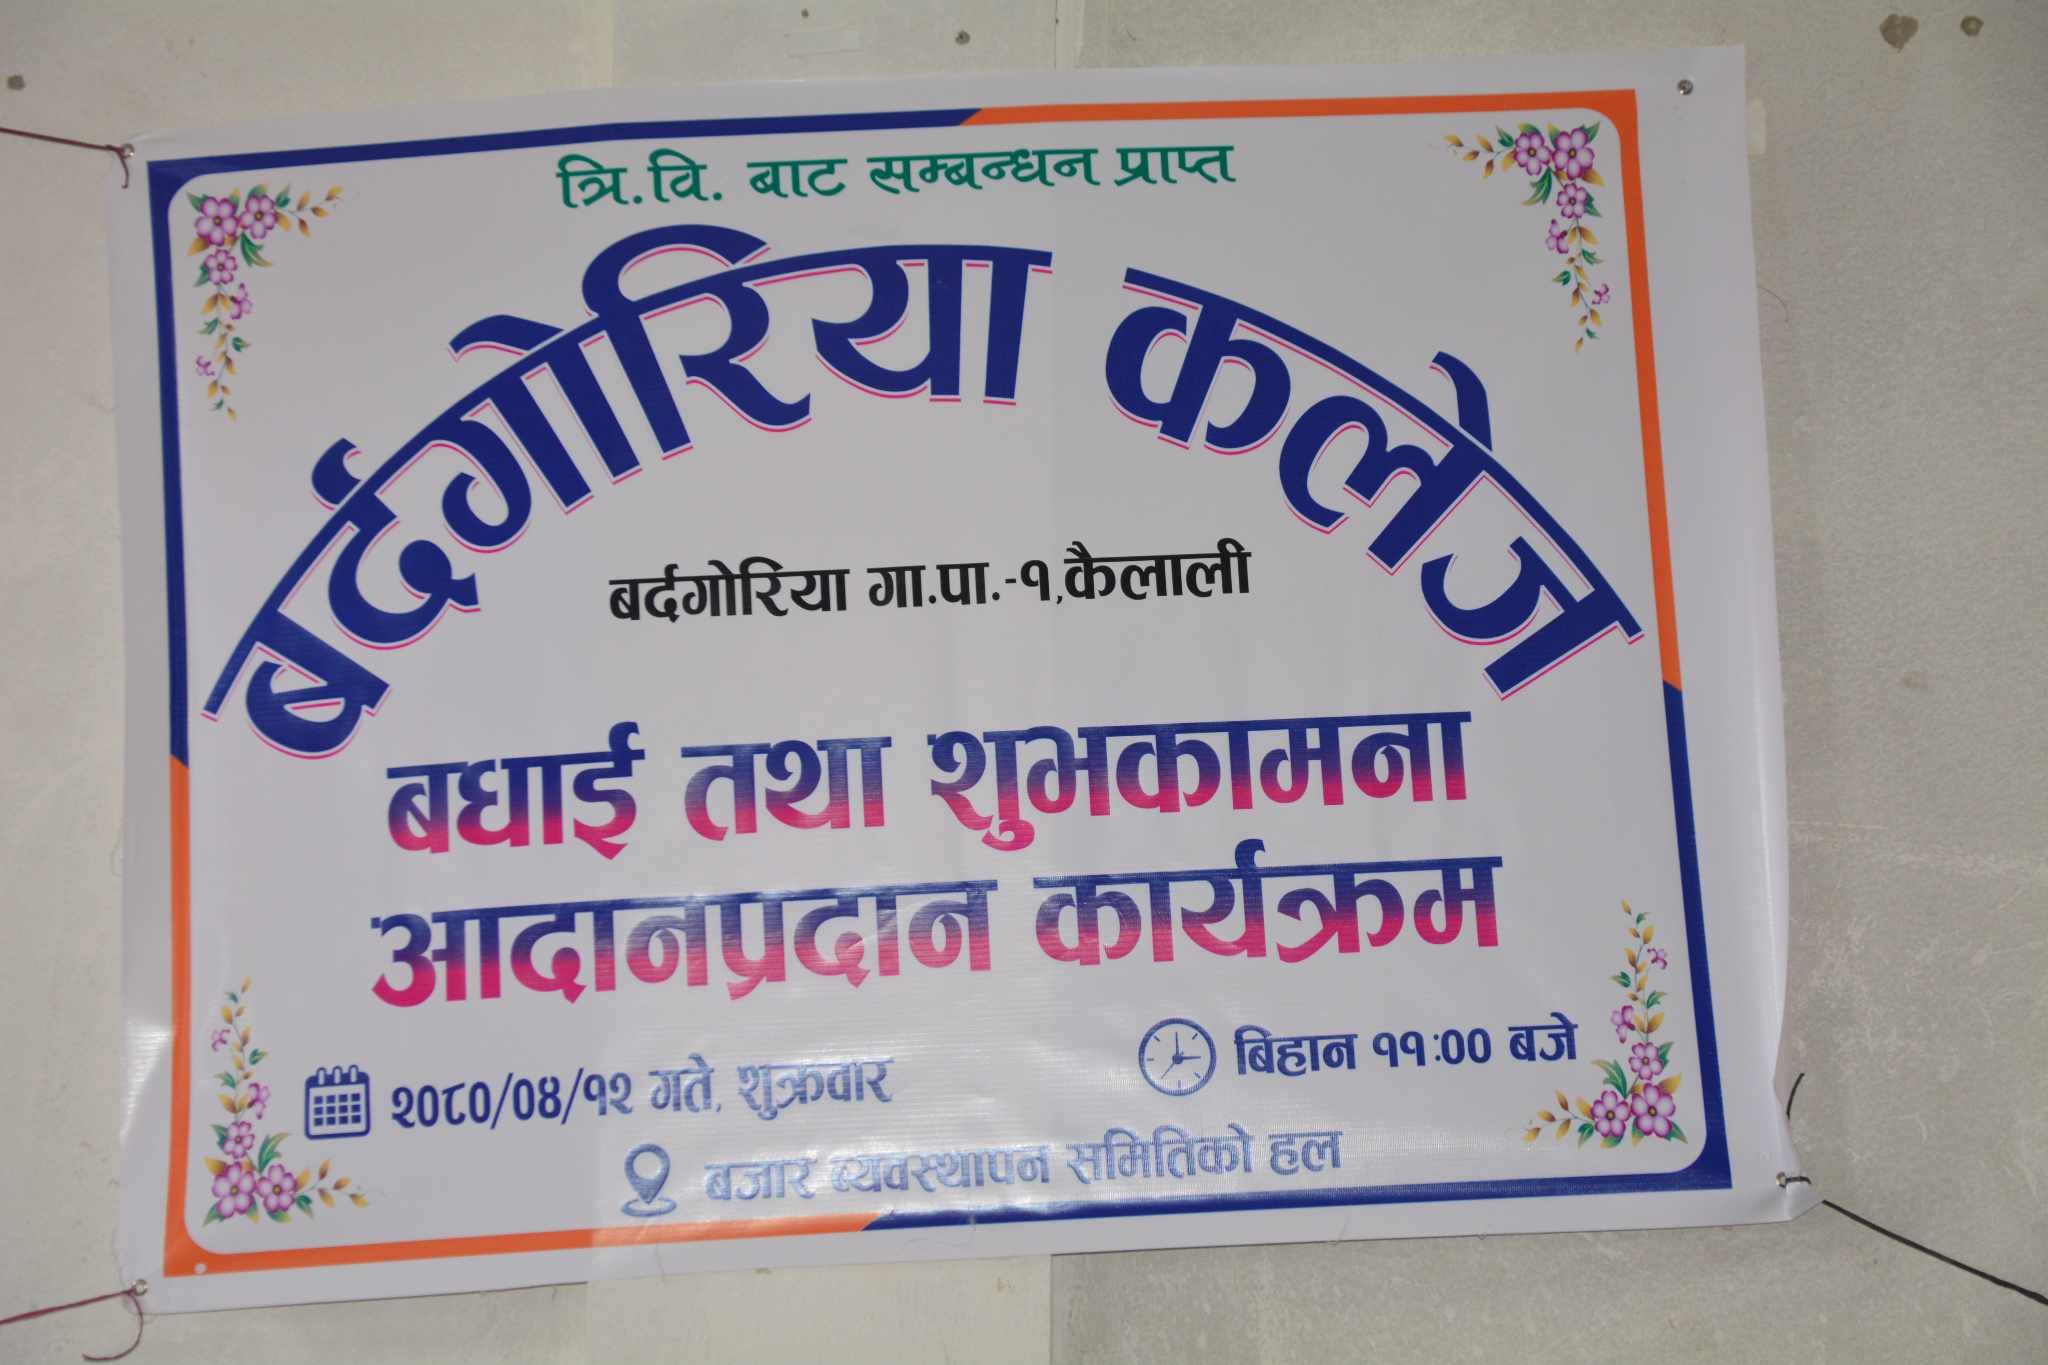 त्रि.वि. बाट सम्बन्धन प्राप्त
बर्दगोरिया कलेज
बर्दगोरिया गा.पा.-१,कैलाली
बधाई तथा शुभकामना
आदानप्रदान कार्यक्रम
२०८०/०४/१२ गते, शुक्रवार
बिहान ११:०० बजे
बजार ब्यवस्थापन समितिको हल